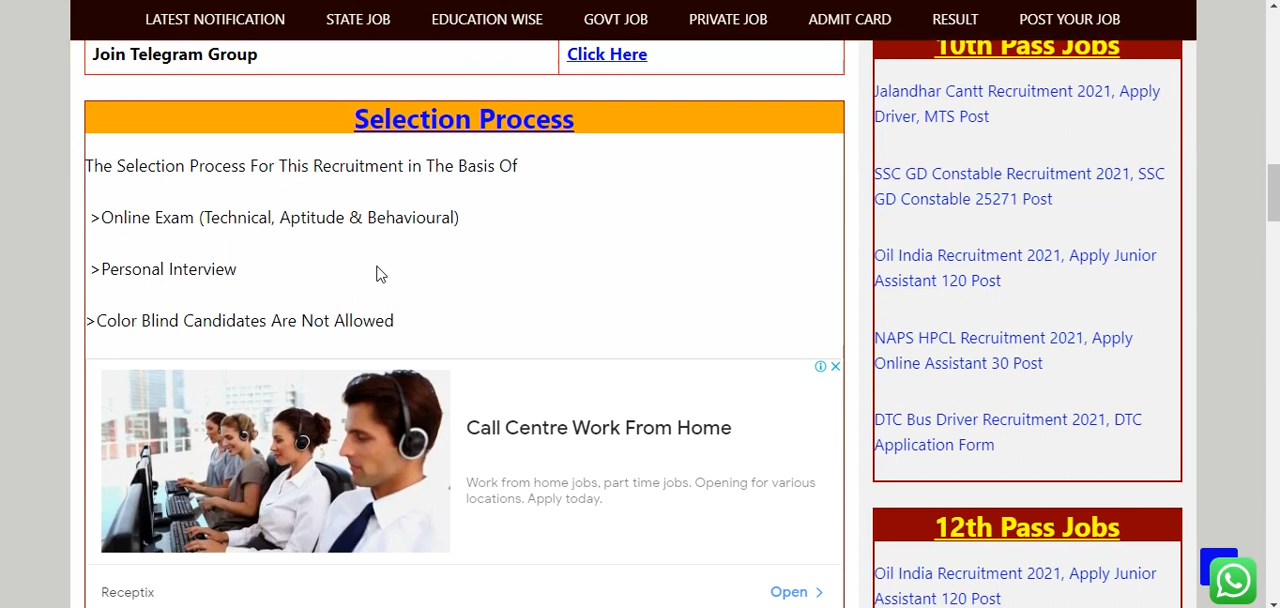 LATEST NOTIFICATION STATE JOB EDUCATION WISE GOVT JOB PRIVATE JOB ADMIT CARD RESULT POST YOUR JOB
Join Telegram Group Click Here
Selection Process
The Selection Process For This Recruitment in The Basis Of
>Online Exam (Technical, Aptitude & Behavioural)
>Personal Interview
>Color Blind Candidates Are Not Allowed
Call Centre Work From Home
Work from home jobs, part time jobs. Opening for various
locations. Apply today.
Receptix Open >
10th Pass Jobs
Jalandhar Cantt Recruitment 2021, Apply
Driver, MTS Post
SSC GD Constable Recruitment 2021, SSC
GD Constable 25271 Post
Oil India Recruitment 2021, Apply Junior
Assistant 120 Post
NAPS HPCL Recruitment 2021, Apply
Online Assistant 30 Post
DTC Bus Driver Recruitment 2021, DTC
Application Form
12th Pass Jobs
Oil India Recruitment 2021, Apply Junior
Assistant 120 Post